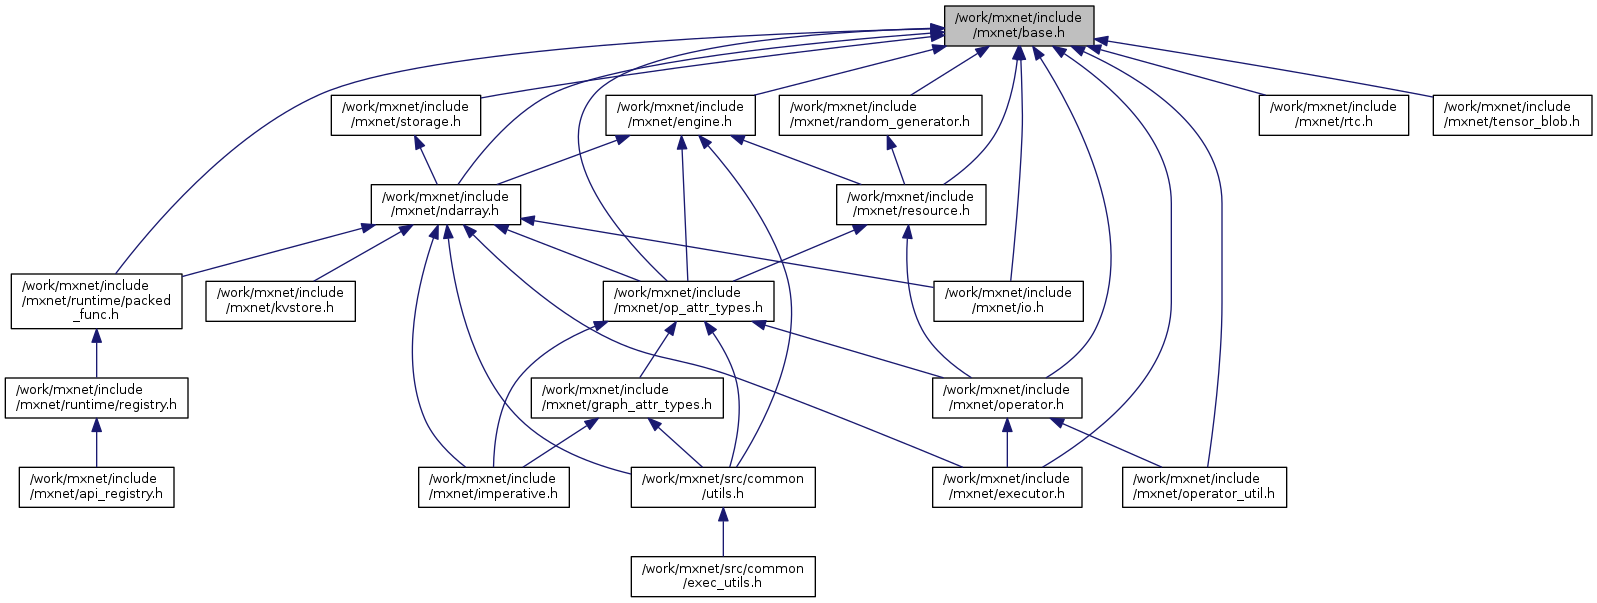 /work/mxnet/include
/mxnet/base.h
/work/mxnet/include
/mxnet/storage.h
/work/mxnet/include
/mxnet/engine.h
/work/mxnet/include
/mxnet/random_generator.h
/work/mxnet/include
/mxnet/rtc.h
/work/mxnet/include
/mxnet/tensor_blob.h
/work/mxnet/include
/mxnet/ndarray.h
/work/mxnet/include
/mxnet/resource.h
/work/mxnet/include
/mxnet/runtime/packed
_func.h
/work/mxnet/include
/mxnet/kvstore.h
/work/mxnet/include
/mxnet/op_attr_types.h
/work/mxnet/include
/mxnet/io.h
/work/mxnet/include
/mxnet/runtime/registry.h
/work/mxnet/include
/mxnet/graph_attr_types.h
/work/mxnet/include
/mxnet/operator.h
/work/mxnet/include
/mxnet/api_registry.h
/work/mxnet/include
/mxnet/imperative.h
/work/mxnet/src/common
/utils.h
/work/mxnet/include
/mxnet/executor.h
/work/mxnet/include
/mxnet/operator_util.h
/work/mxnet/src/common
/exec_utils.h